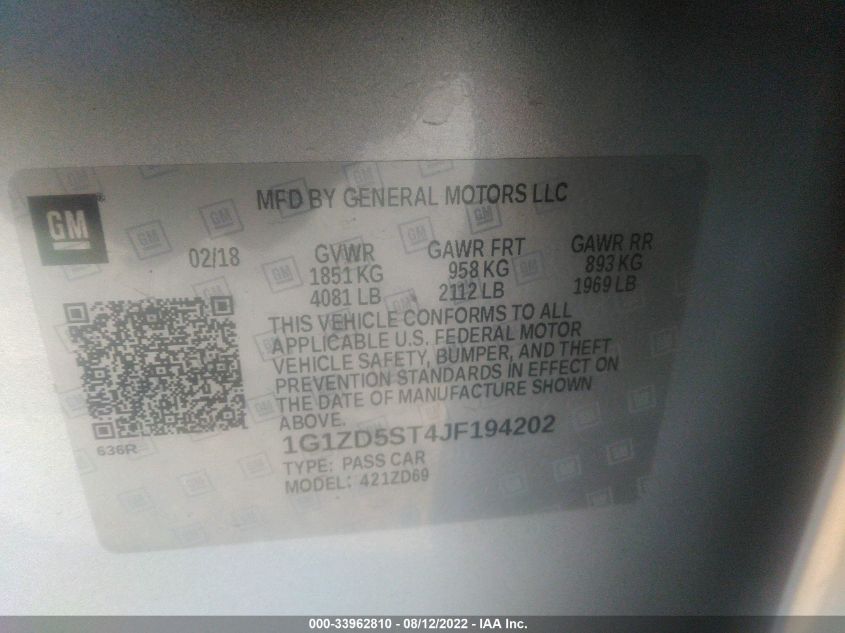 GM
MFD BY GENERAL MOTORS LLC
02/18
GVWR
1851 KG
4081 LB
GAWR FRT
958 KG
2112 LB
GAWR RR
893 KG
1969 LB
THIS VEHICLE CONFORMS TO ALL
APPLICABLE U.S. FEDERAL MOTOR
VEHICLE SAFETY, BUMPER, AND THEFT
PREVENTION STANDARDS IN EFFECT ON
THE DATE OF MANUFACTURE SHOWN
ABOVE.
636R
1G1ZD5ST4JF194202
TYPE: PASS CAR
MODEL: 421ZD69
000-33962810 - 08/12/2022 - IAA Inc.